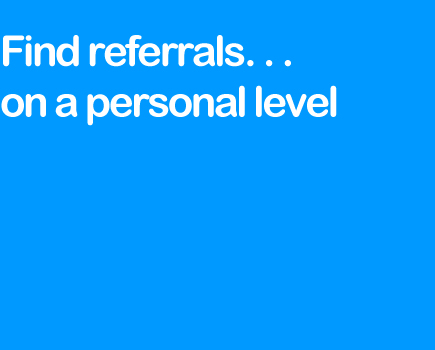 Find referrals. . .
on a personal level